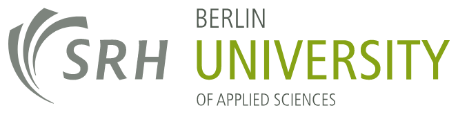 SRH
BERLIN
UNIVERSITY
OF APPLIED SCIENCES